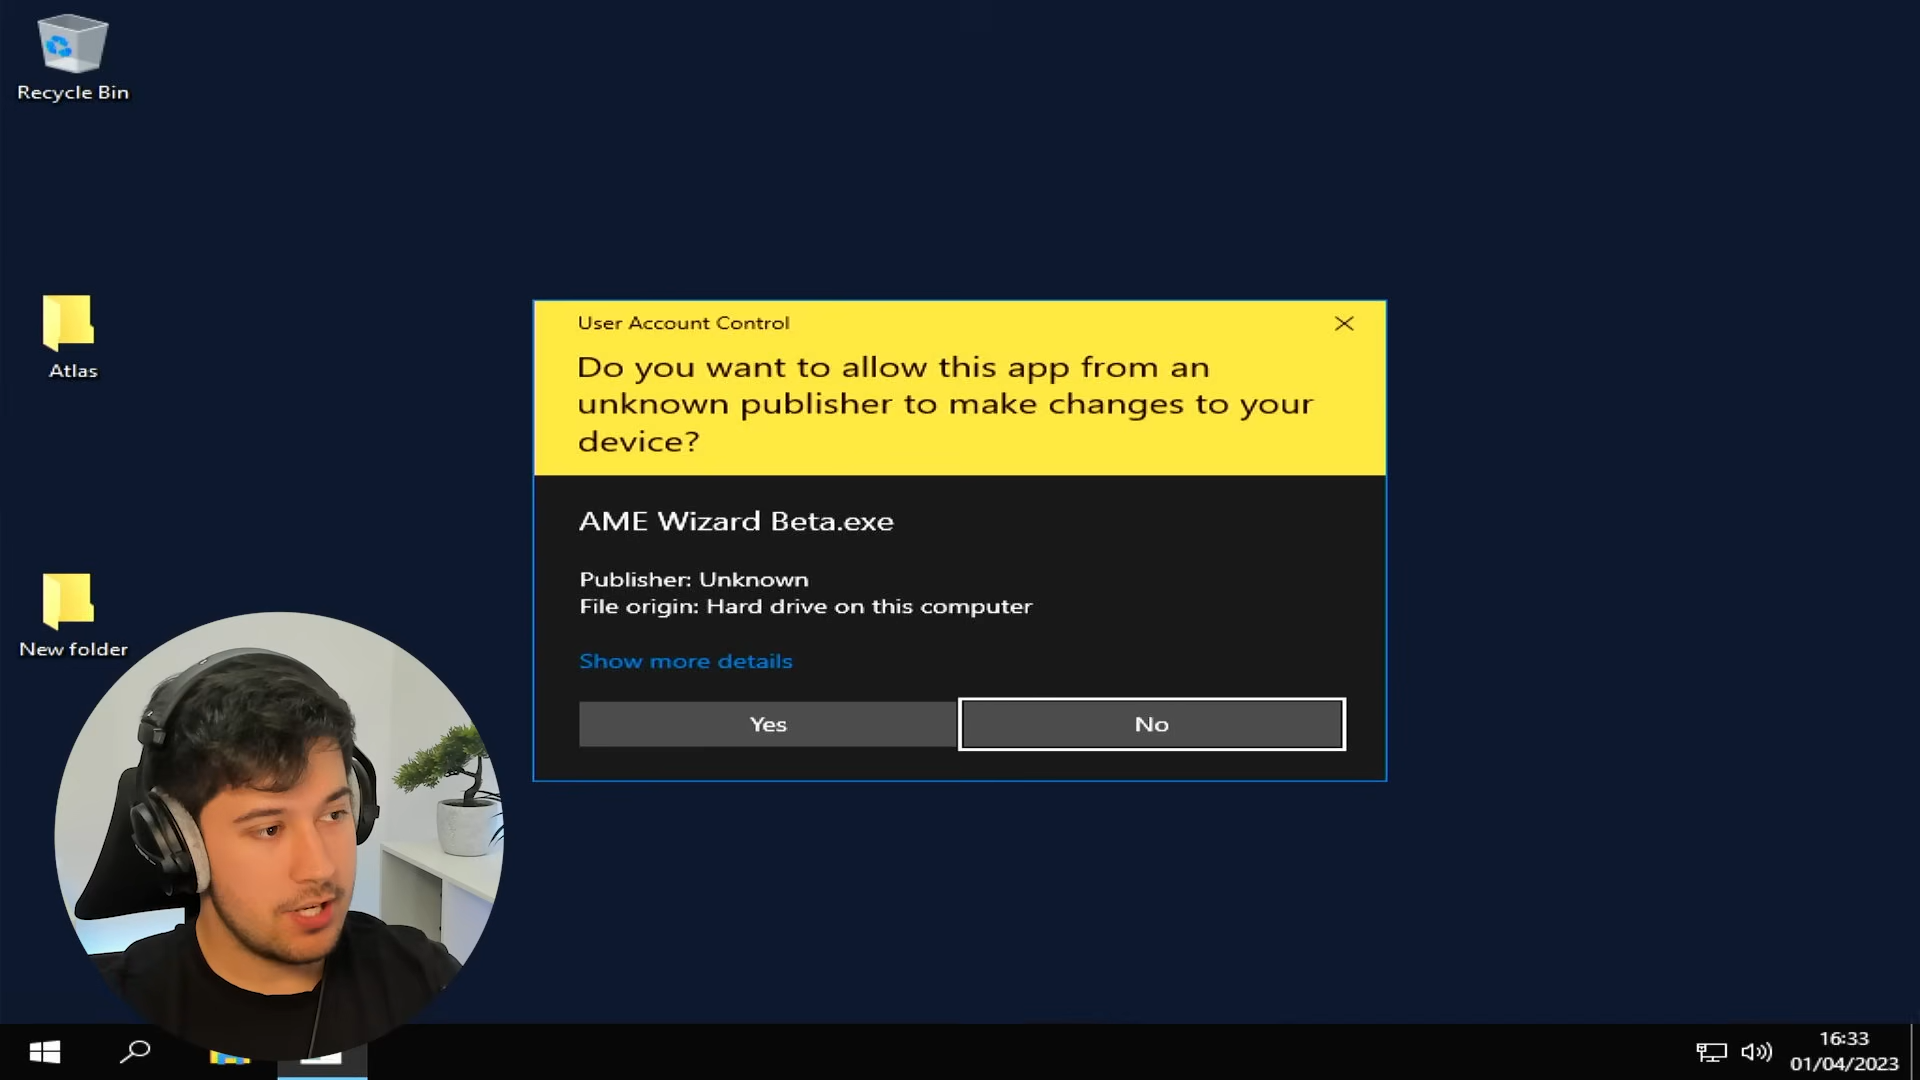 Recycle Bin
Atlas
New folder
User Account Control
Do you want to allow this app from an
unknown publisher to make changes to your
device?
AME Wizard Beta.exe
Publisher: Unknown
File origin: Hard drive on this computer
Show more details
Yes
No
16:33
01/04/2023